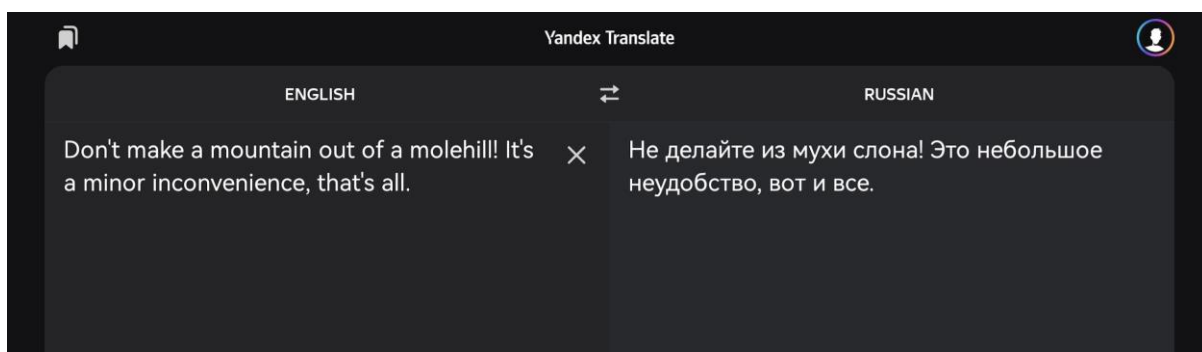 Yandex Translate
ENGLISH
RUSSIAN
Don't make a mountain out of a molehill! It's
a minor inconvenience, that's all.
Не делайте из мухи слона! Это небольшое
неудобство, вот и все.